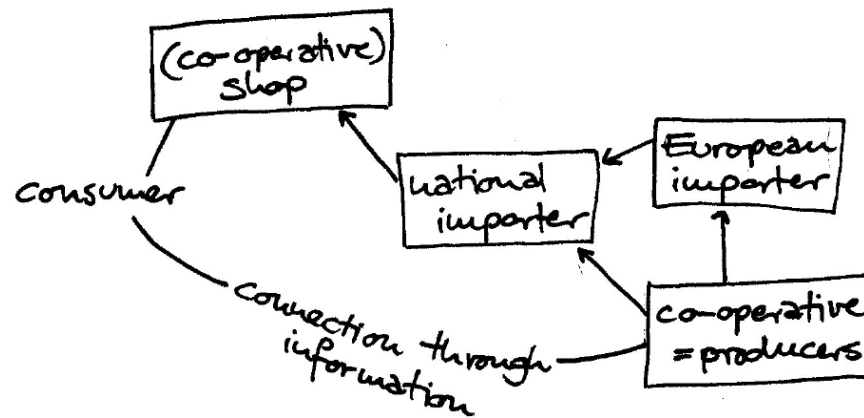 (co-operative)
shop
consumer
national
importer
European
importer
co-operative
=producers
connection through
information